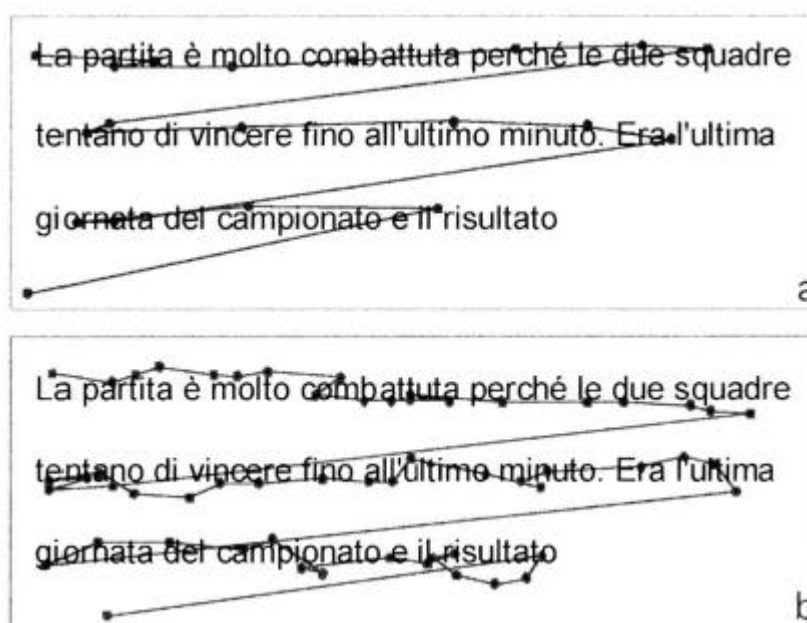 La partita è molto combattuta perché le due squadre
tentano di vincere fino all'ultimo minuto. Era l'ultima
giornata del campionato e il risultato
a
La partita è molto combattuta perché le due squadre
tentano di vincere fino all'ultimo minuto. Era l'ultima
giornata del campionato e il risultato
b